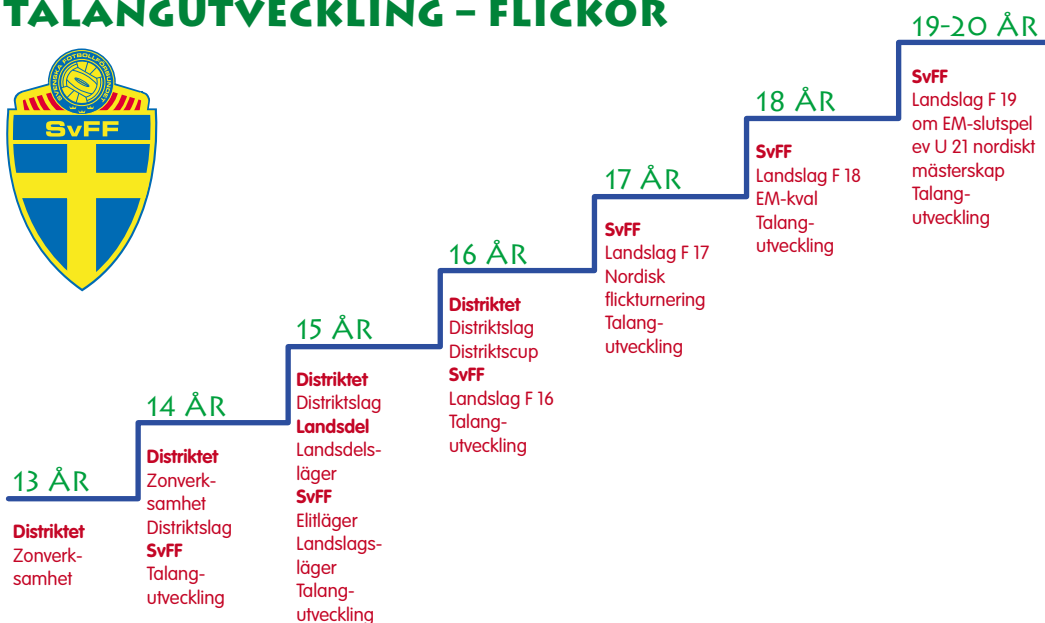 TALANGUTVECKLING – FLICKOR
SVENSKA FOTBOLLFÖRBUNDET
SvFF
13 ÅR
Distriktet
Zonverk-
samhet
14 ÅR
Distriktet
Zonverk-
samhet
Distriktslag
SvFF
Talang-
utveckling
15 ÅR
Distriktet
Distriktslag
Landsdel
Landsdels-
läger
SvFF
Elitläger
Landslags-
läger
Talang-
utveckling
16 ÅR
Distriktet
Distriktslag
Distriktscup
SvFF
Landslag F 16
Talang-
utveckling
17 ÅR
SvFF
Landslag F 17
Nordisk
flickturnering
Talang-
utveckling
18 ÅR
SvFF
Landslag F 18
EM-kval
Talang-
utveckling
19-20 ÅR
SvFF
Landslag F 19
om EM-slutspel
ev U 21 nordiskt
mästerskap
Talang-
utveckling